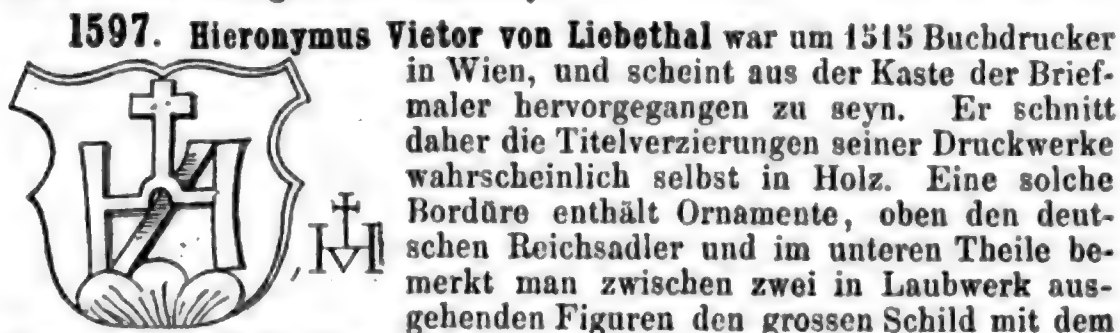 1597. Hieronymus Vietor von Liebethal war um 1515 Buchdrucker
in Wien, und scheint aus der Kaste der Brief-
maler hervorgegangen zu seyn. Er schnitt
daher die Titelverzierungen seiner Druckwerke
wahrscheinlich selbst in Holz. Eine solche
Bordüre enthält Ornamente, oben den deut-
schen Reichsadler und im unteren Theile be-
merkt man zwischen zwei in Laubwerk aus-
gehenden Figuren den grossen Schild mit dem